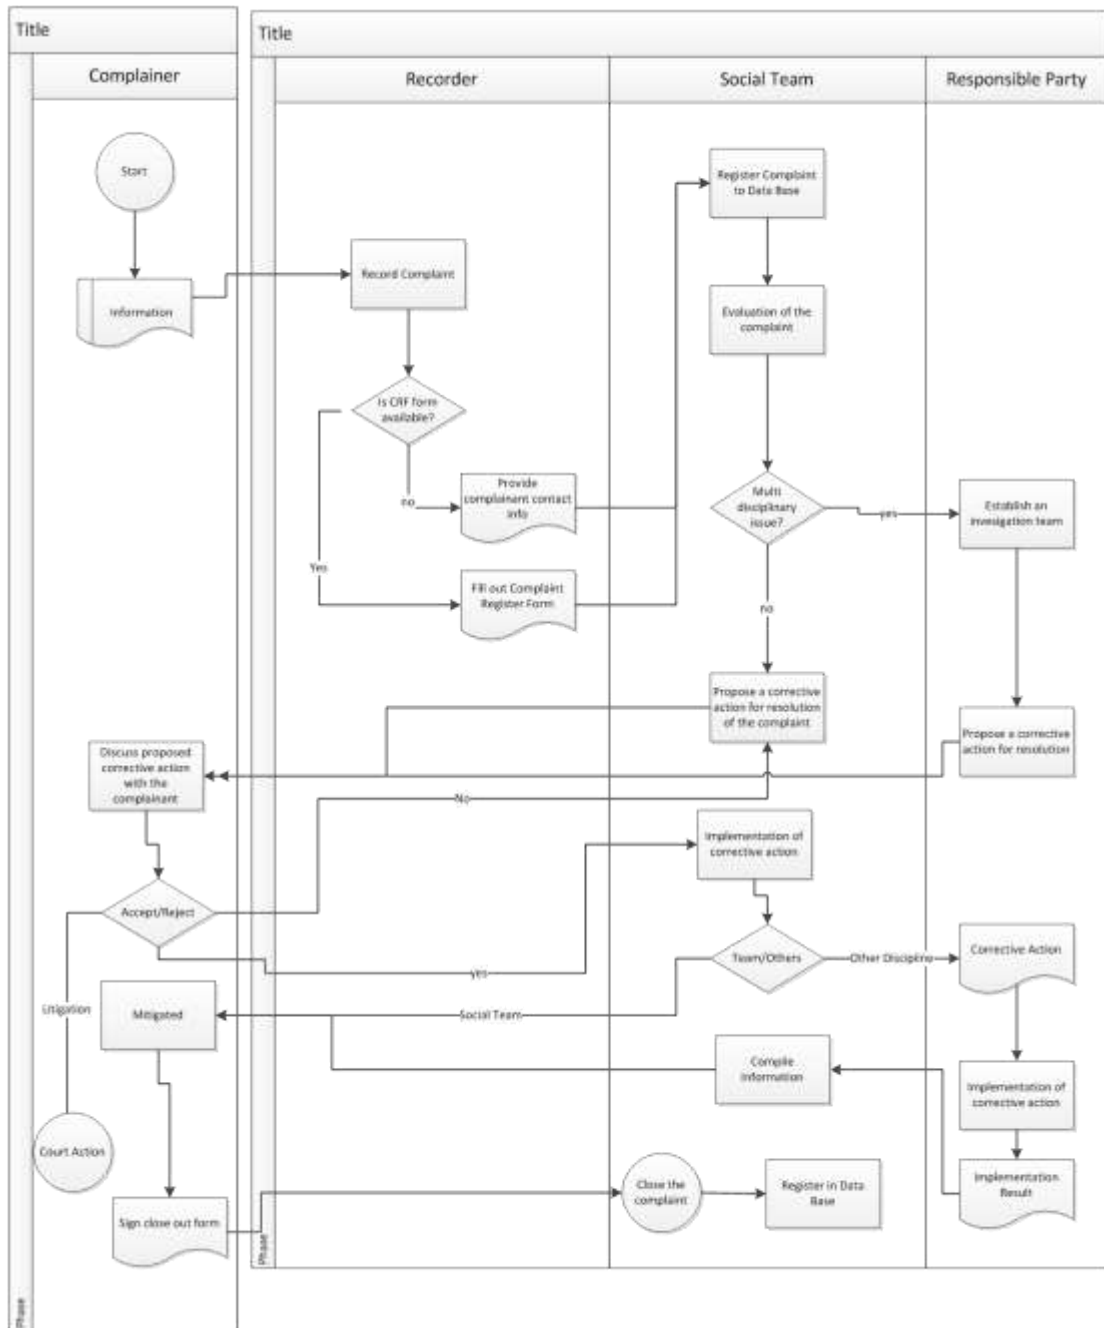 Title
Title
Complainer
Recorder
Social Team
Responsible Party
Start
Information
Record Complaint
Is CRF form
available?
no
Yes
Provide
complainant contact
info
Fill out Complaint
Register Form
Register Complaint
to Data Base
Evaluation of the
complaint
Multi
disciplinary
issue?
yes
no
Establish an
invesigation team
Propose a corrective
action for resolution
of the complaint
Propose a corrective
action for resolution
Discuss proposed
corrective action
with the
complainant
No
Accept/Reject
yes
Litigation
Implementation of
corrective action
Team/Others
Other Discipline
Corrective Action
Social Team
Mitigated
Compile
Information
Implementation of
corrective action
Court Action
Implementation
Result
Sign close out form
Close the
complaint
Register in Data
Base
Phase
Phase